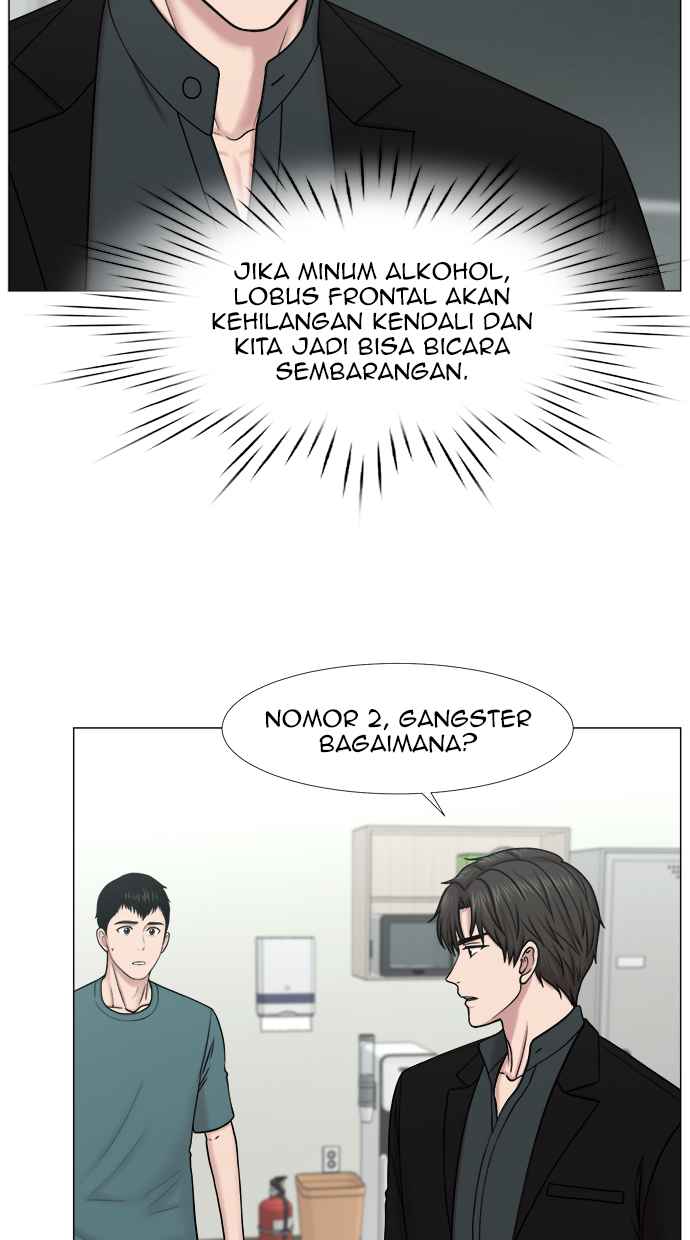 JIKA MINUM ALKOHOL,
LOBUS FRONTAL AKAN
KEHILANGAN KENDALI DAN
KITA JADI BISA BICARA
SEMBARANGAN.
NOMOR 2, GANGSTER
BAGAIMANA?